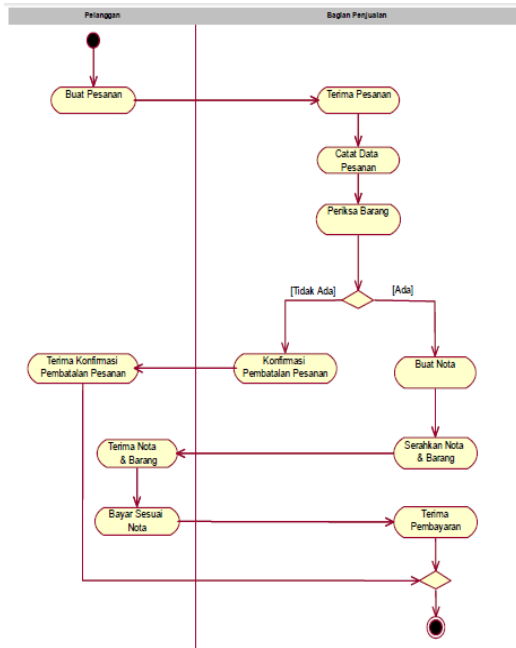 Pelanggan
Bagian Penjualan
Buat Pesanan
Terima Pesanan
Catat Data
Pesanan
Periksa Barang
[Tidak Ada]
[Ada]
Terima Konfirmasi
Pembatalan Pesanan
Konfirmasi
Pembatalan Pesanan
Buat Nota
Terima Nota
& Barang
Serahkan Nota
& Barang
Bayar Sesuai
Nota
Terima
Pembayaran